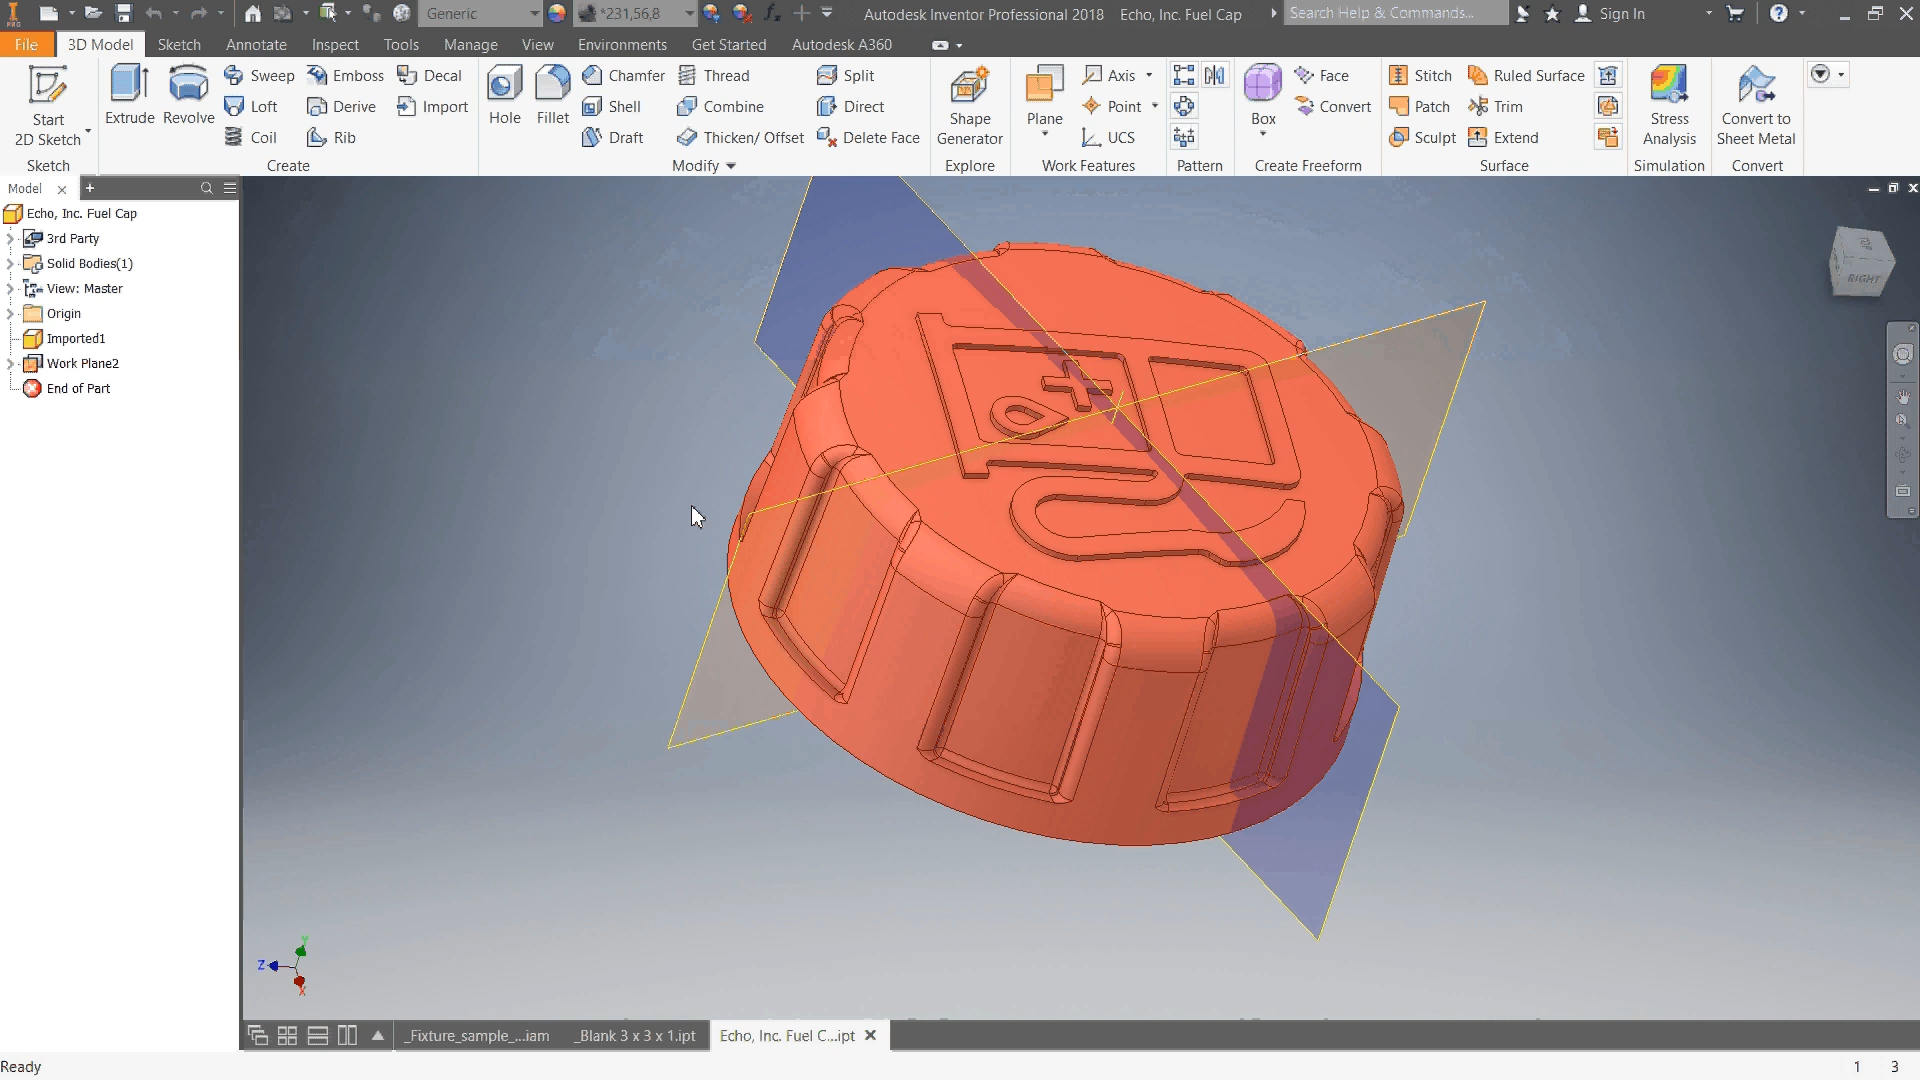 PRO
Generic
*231,56,8
Autodesk Inventor Professional 2018 Echo, Inc. Fuel Cap
Search Help & Commands...
Sign In
File 3D Model Sketch Annotate Inspect Tools Manage View Environments Get Started Autodesk A360
Start
2D Sketch
Sketch
Extrude
Revolve
Sweep
Loft
Coil
Emboss
Derive
Rib
Decal
Import
Create
Hole
Fillet
Chamfer
Shell
Draft
Thread
Combine
Thicken/ Offset
Split
Direct
Delete Face
Modify
Shape
Generator
Explore
Plane
Axis
Point
UCS
Work Features
Pattern
Box
Face
Convert
Create Freeform
Stitch
Patch
Sculpt
Ruled Surface
Trim
Extend
Surface
Stress
Analysis
Simulation
Convert to
Sheet Metal
Convert
Model
Echo, Inc. Fuel Cap
3rd Party
Solid Bodies(1)
View: Master
Origin
Imported1
Work Plane2
End of Part
RIGHT
Y
Z
X
_Fixture_sample_...iam
_Blank 3 x 3 x 1.ipt
Echo, Inc. Fuel C...ipt
Ready
1 3